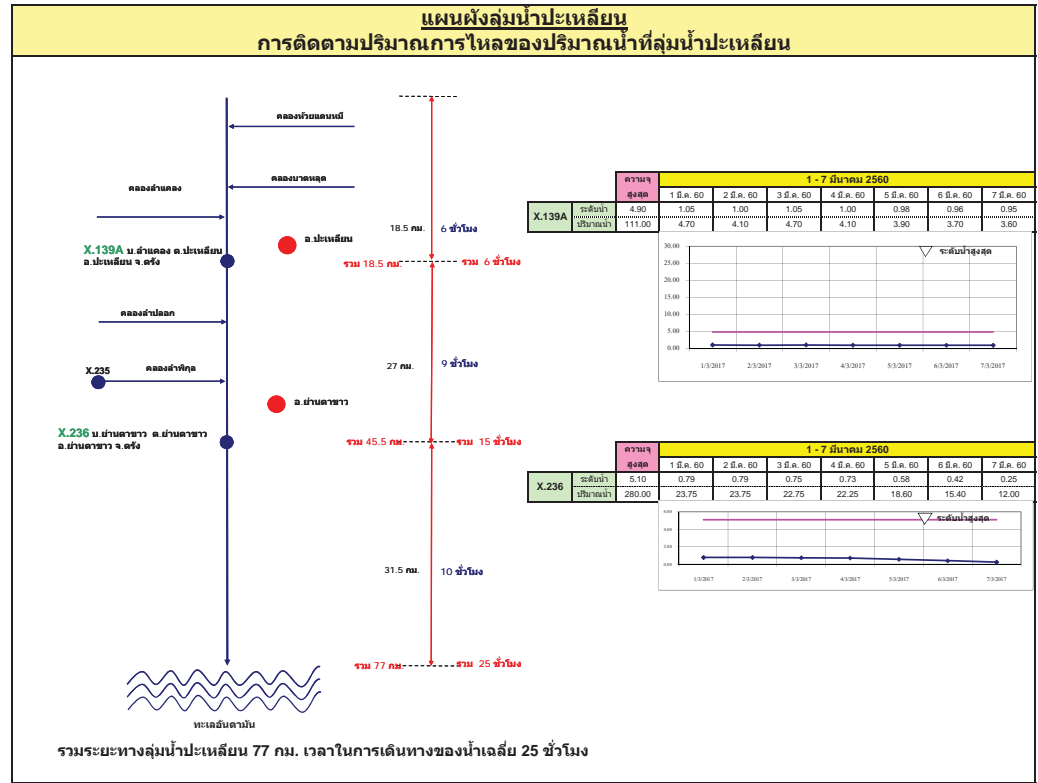 แผนผังลุ่มน้ำปะเหลียน
การติดตามปริมาณการไหลของปริมาณน้ำที่ลุ่มน้ำปะเหลียน
คลองห้วยแดนหมี
คลองบาดหลุด
คลองลำแคลง
18.5 กม. 6 ชั่วโมง
อ.ปะเหลียน
X.139A บ.ลำแคลง ต.ปะเหลียน
อ.ปะเหลียน จ.ตรัง
รวม 18.5 กม. รวม 6 ชั่วโมง
คลองลำปลอก
27 กม. 9 ชั่วโมง
X.235 คลองลำพิกุล
อ.ย่านตาขาว
X.236 บ.ย่านตาขาว ต.ย่านตาขาว
อ.ย่านตาขาว จ.ตรัง
รวม 45.5 กม. รวม 15 ชั่วโมง
31.5 กม. 10 ชั่วโมง
รวม 77 กม. รวม 25 ชั่วโมง
ทะเลอันดามัน
รวมระยะทางลุ่มน้ำปะเหลียน 77 กม. เวลาในการเดินทางของน้ำเฉลี่ย 25 ชั่วโมง
ความจุ 1 - 7 มีนาคม 2560
สูงสุด 1 มี.ค. 60 2 มี.ค. 60 3 มี.ค. 60 4 มี.ค. 60 5 มี.ค. 60 6 มี.ค. 60 7 มี.ค. 60
X.139A ระดับน้ำ 4.90 1.05 1.00 1.05 1.00 0.98 0.96 0.95
ปริมาณน้ำ 111.00 4.70 4.10 4.70 4.10 3.90 3.70 3.60
ระดับน้ำสูงสุด
30.00
25.00
20.00
15.00
10.00
5.00
0.00
1/3/2017 2/3/2017 3/3/2017 4/3/2017 5/3/2017 6/3/2017 7/3/2017
ความจุ 1 - 7 มีนาคม 2560
สูงสุด 1 มี.ค. 60 2 มี.ค. 60 3 มี.ค. 60 4 มี.ค. 60 5 มี.ค. 60 6 มี.ค. 60 7 มี.ค. 60
X.236 ระดับน้ำ 5.10 0.79 0.79 0.75 0.73 0.58 0.42 0.25
ปริมาณน้ำ 280.00 23.75 23.75 22.75 22.25 18.60 15.40 12.00
ระดับน้ำสูงสุด
6.00
4.00
2.00
0.00
1/3/2017 2/3/2017 3/3/2017 4/3/2017 5/3/2017 6/3/2017 7/3/2017